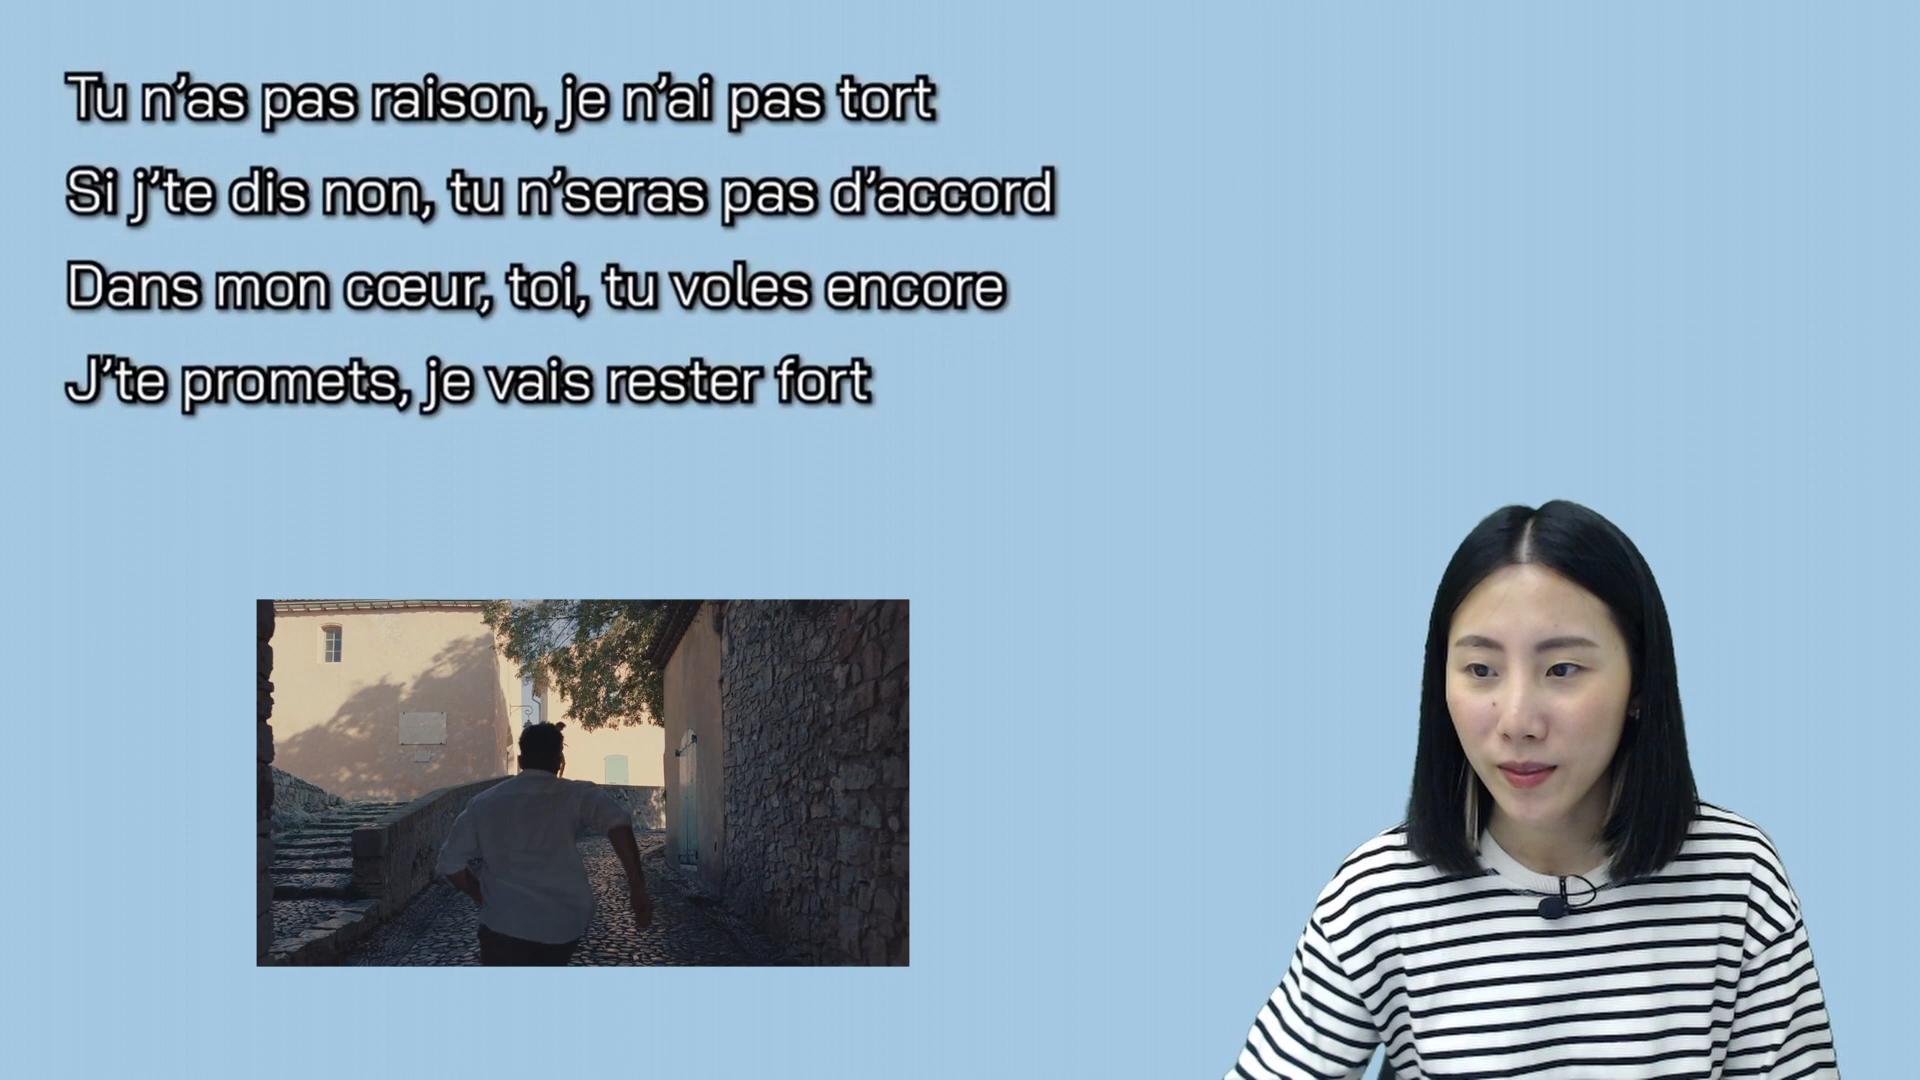 Tu n’as pas raison, je n’ai pas tort
Si j’te dis non, tu n’seras pas d’accord
Dans mon cœur, toi, tu voles encore
J’te promets, je vais rester fort